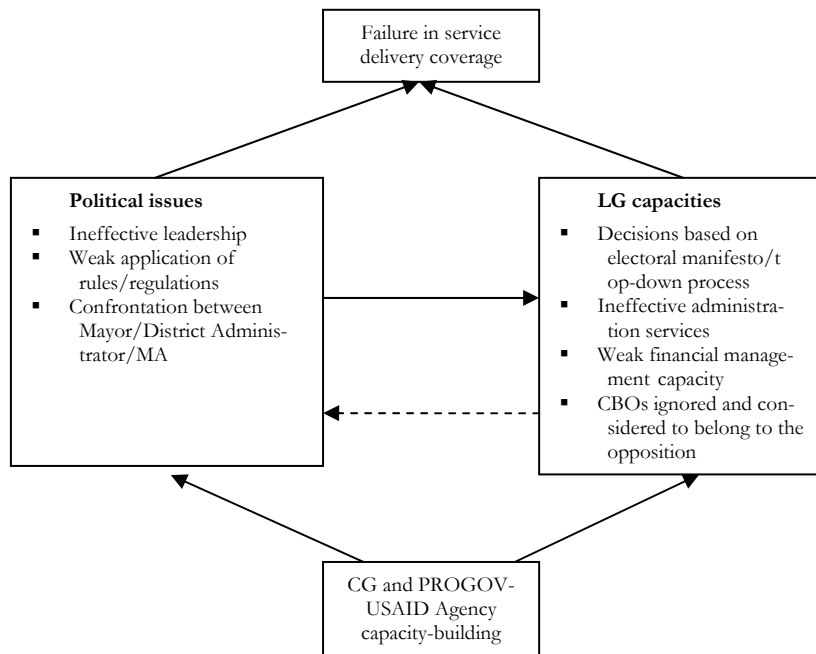 Failure in service
delivery coverage
Political issues
▪ Ineffective leadership
▪ Weak application of
rules/regulations
▪ Confrontation between
Mayor/District Adminis-
trator/MA
LG capacities
▪ Decisions based on
electoral manifesto/t
op-down process
▪ Ineffective administra-
tion services
▪ Weak financial manage-
ment capacity
▪ CBOs ignored and con-
sidered to belong to the
opposition
CG and PROGOV-
USAID Agency
capacity-building